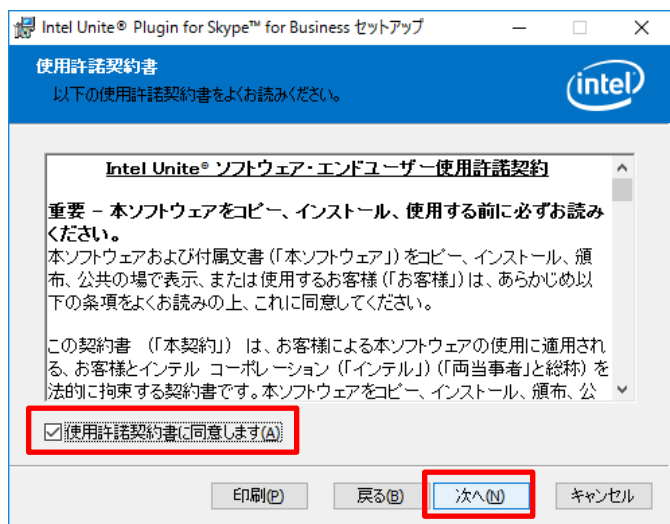 Intel Unite® Plugin for Skype™ for Business セットアップ
使用許諾契約書
以下の使用許諾契約書をよくお読みください。
intel
Intel Unite® ソフトウェア・エンドユーザー使用許諾契約
重要 – 本ソフトウェアをコピー、インストール、使用する前に必ずお読み
ください。
本ソフトウェアおよび付属文書 (「本ソフトウェア」) をコピー、インストール、頒
布、公共の場で表示、または使用するお客様 (「お客様」) は、あらかじめ以
下の条項をよくお読みの上、これに同意してください。
この契約書 （「本契約」） は、お客様による本ソフトウェアの使用に適用され
る、お客様とインテル コーポレーション (「インテル」) (「両当事者」と総称) を
法的に拘束する契約書です。本ソフトウェアをコピー、インストール、頒布、公
使用許諾契約書に同意します(A)
印刷(P) 戻る(B) 次へ(N) キャンセル